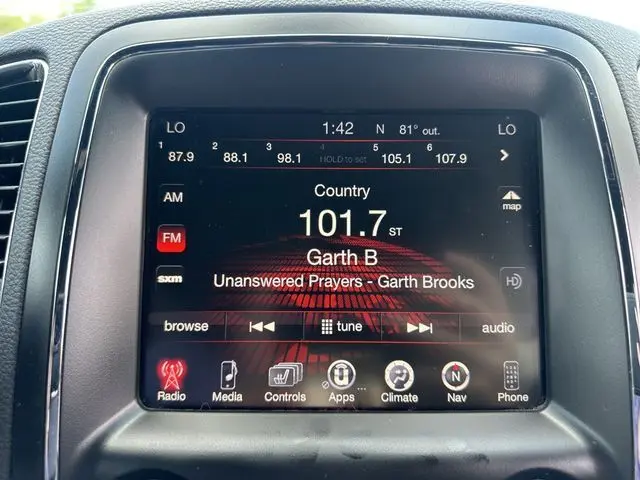 LO 1:42 N 81° out. LO
1 87.9 2 88.1 3 98.1 4 HOLD to set 5 105.1 6 107.9
Country
AM
map
101.7 ST
FM
Garth B
Unanswered Prayers - Garth Brooks
sxm
HD
browse tune audio
Radio Media Controls Apps ... Climate Nav Phone
N